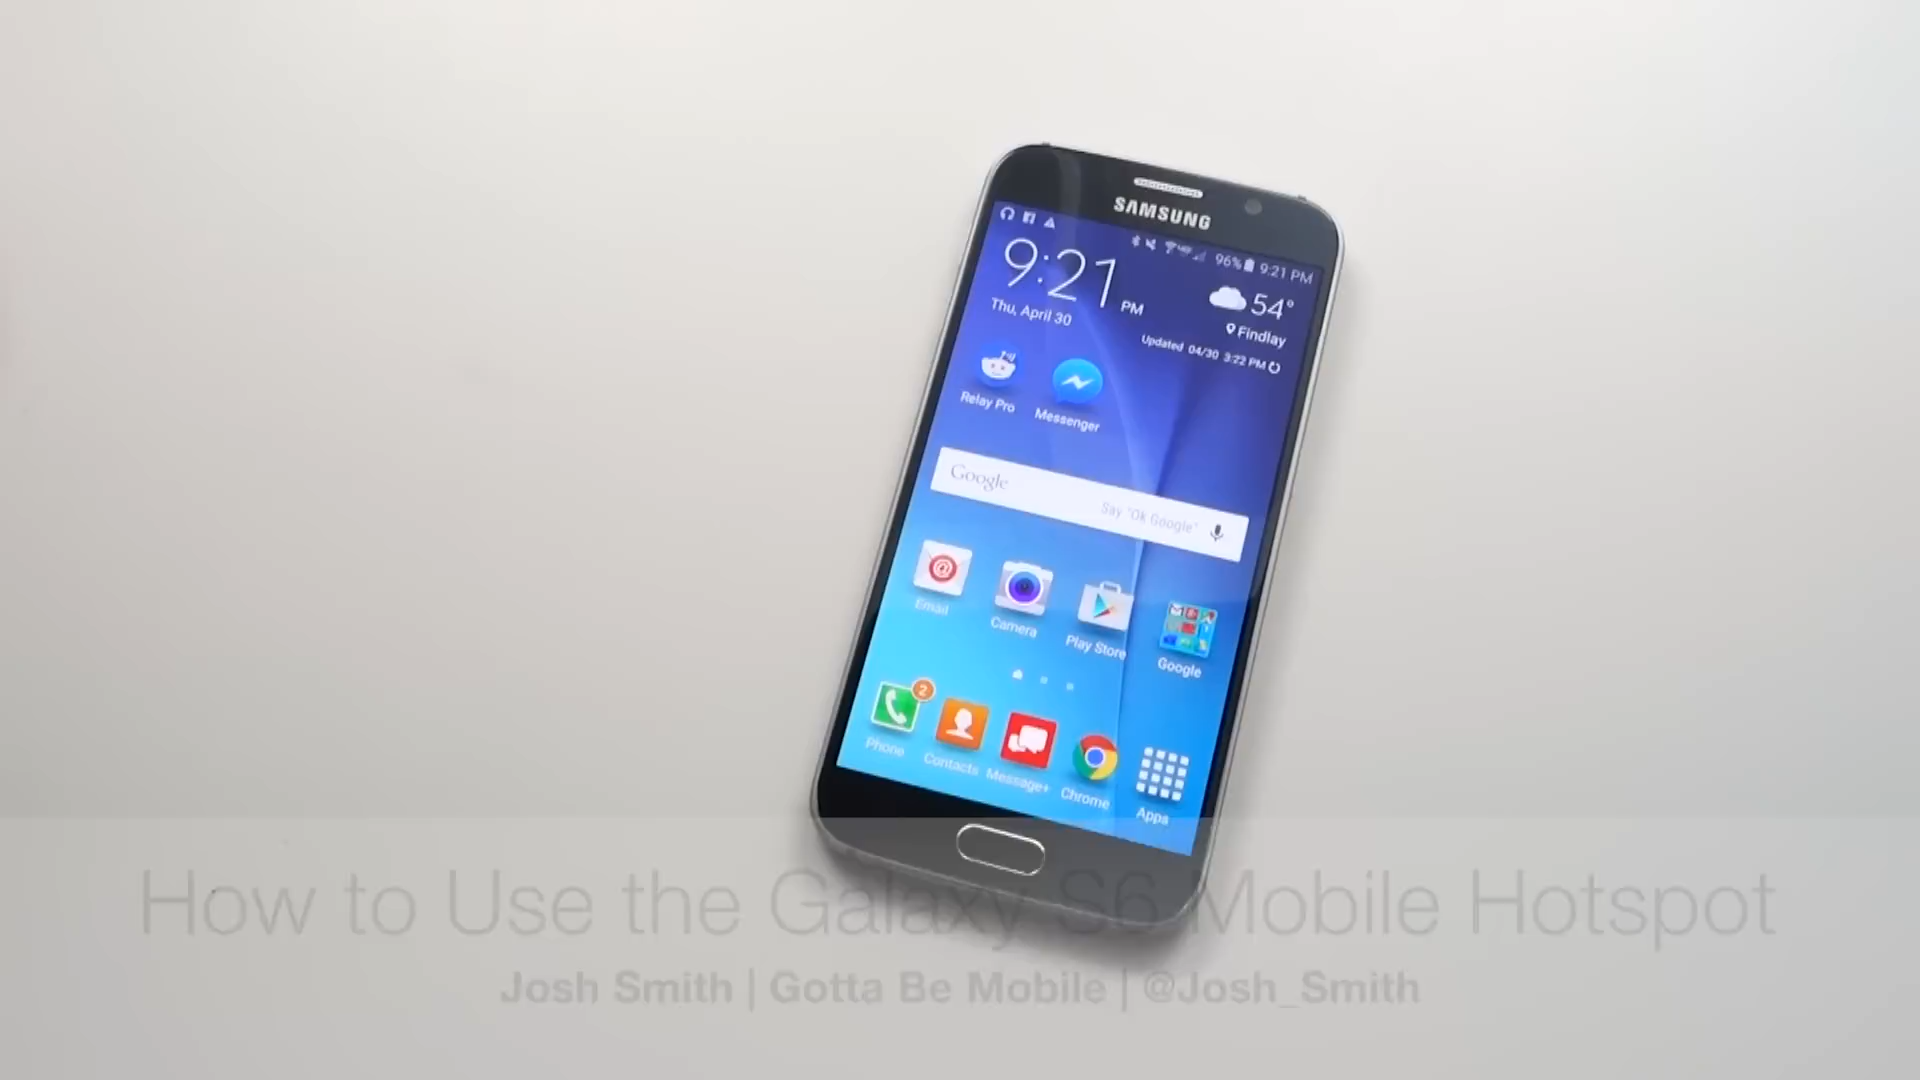 SAMSUNG
96% 9:21 PM
9:21 PM
54°
Thu, April 30
Findlay
Updated 04/30 3:22 PM
Relay Pro
Messenger
Google
Say "Ok Google"
Email
Camera
Play Store
Google
2
Phone
Contacts
Message+
Chrome
Apps
How to Use the Galaxy S6 Mobile Hotspot
Josh Smith | Gotta Be Mobile | @Josh_Smith